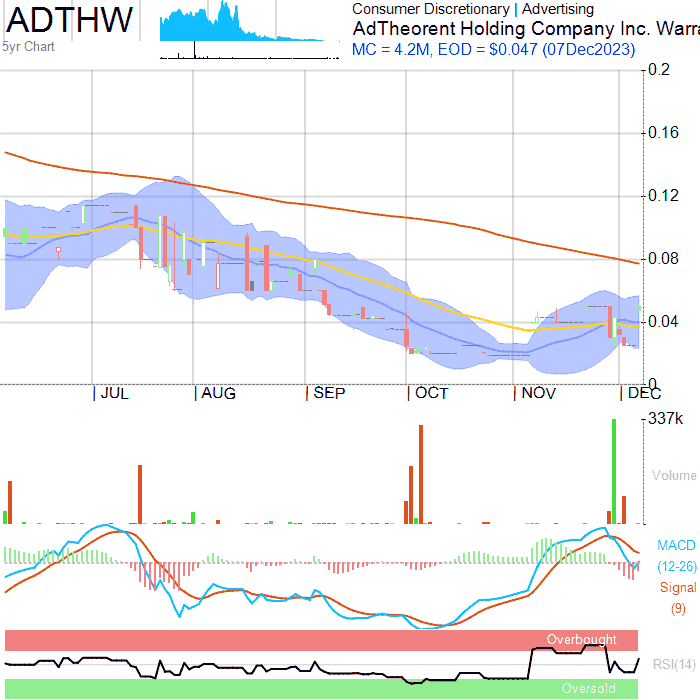 ADTHW
5yr Chart
Consumer Discretionary | Advertising
AdTheorent Holding Company Inc. Warra
MC = 4.2M, EOD = $0.047 (07Dec2023)
0.2
0.16
0.12
0.08
0.04
0
JUL AUG SEP OCT NOV DEC
337k
Volume
MACD
(12-26)
Signal
(9)
Overbought
RSI(14)
Oversold